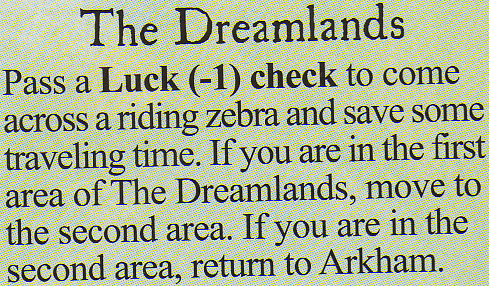 The Dreamlands
Pass a Luck (-1) check to come
across a riding zebra and save some
traveling time. If you are in the first
area of The Dreamlands, move to
the second area. If you are in the
second area, return to Arkham.